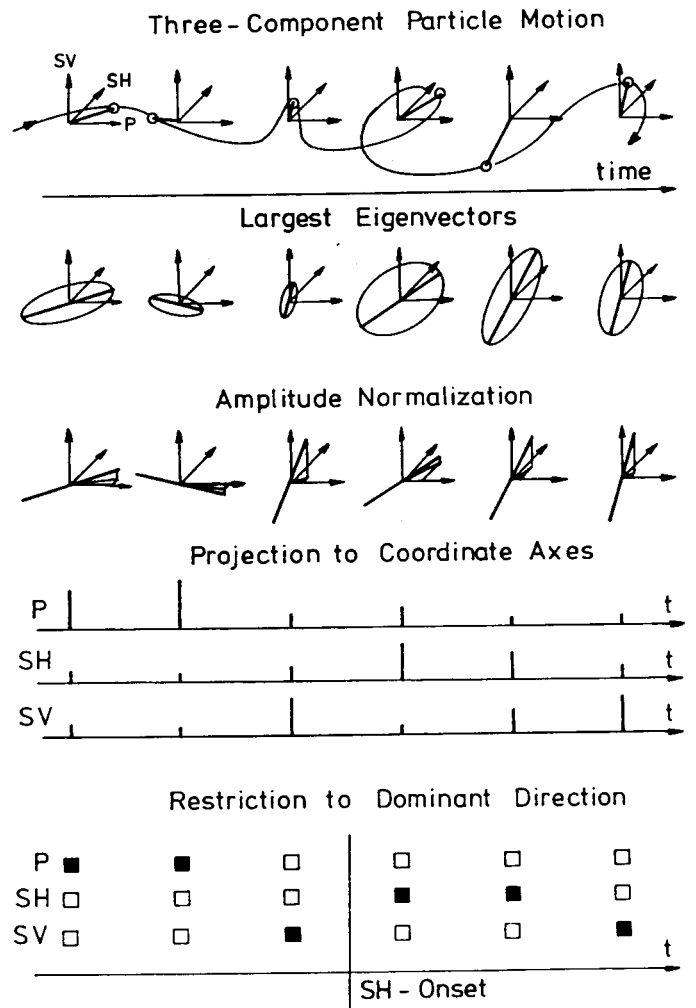 Three-Component Particle Motion
SV
SH
P
time
Largest Eigenvectors
Amplitude Normalization
Projection to Coordinate Axes
P
t
SH
t
SV
t
Restriction to Dominant Direction
P
SH
SV
t
SH - Onset